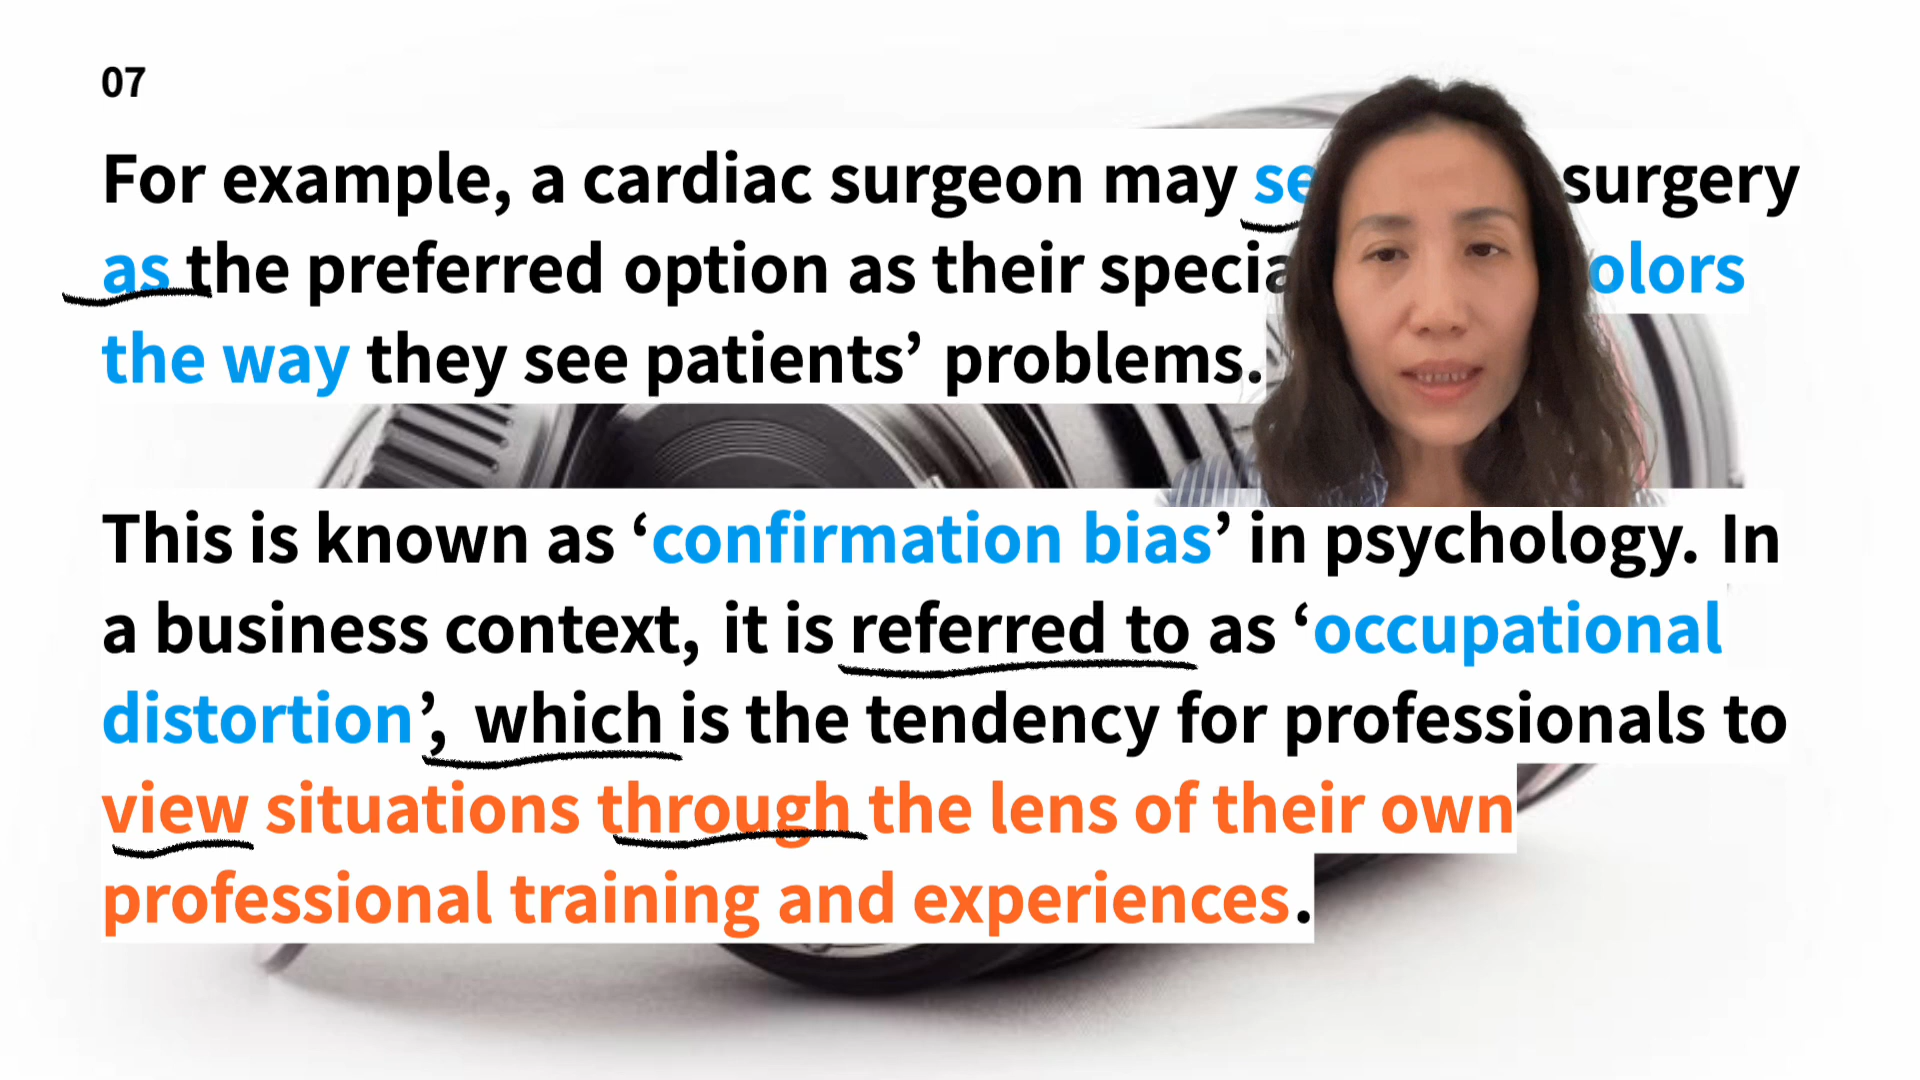 07
For example, a cardiac surgeon may se surgery
as the preferred option as their specia olors
the way they see patients’ problems.
This is known as ‘confirmation bias’ in psychology. In
a business context, it is referred to as ‘occupational
distortion’, which is the tendency for professionals to
view situations through the lens of their own
professional training and experiences.